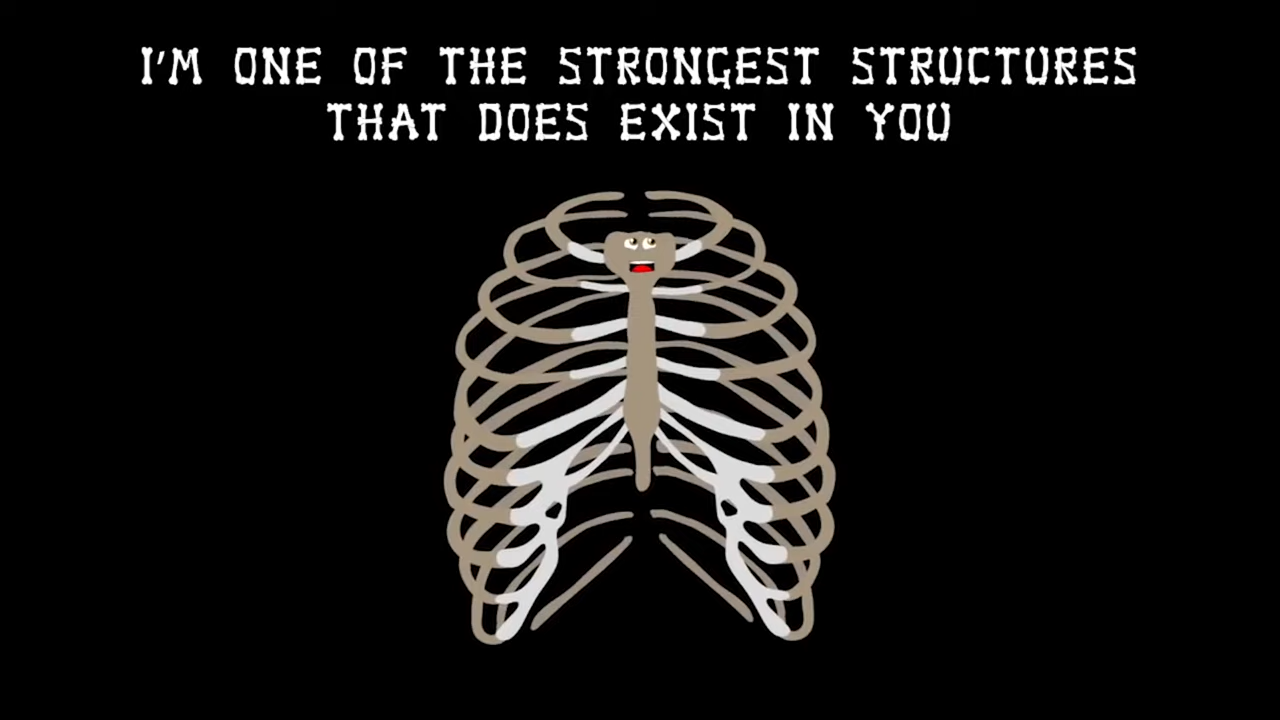 I'M ONE OF THE STRONGEST STRUCTURES
THAT DOES EXIST IN YOU